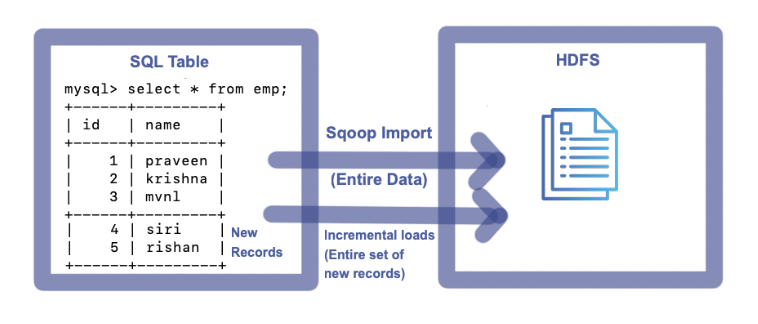 SQL Table
mysql> select * from emp;
+------+---------+
| id | name |
+------+---------+
| 1 | praveen |
| 2 | krishna |
| 3 | mvnl |
+------+---------+
| 4 | siri |
| 5 | rishan |
+------+---------+
New
Records
Sqoop Import
(Entire Data)
Incremental loads
(Entire set of
new records)
HDFS